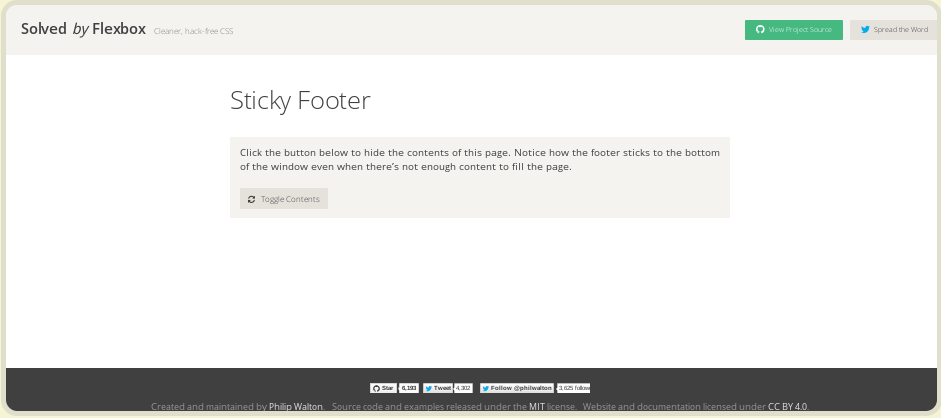 Solved by Flexbox Cleaner, hack-free CSS
View Project Source
Spread the Word
Sticky Footer
Click the button below to hide the contents of this page. Notice how the footer sticks to the bottom
of the window even when there's not enough content to fill the page.
Toggle Contents
Star 6,193 Tweet 4,302 Follow @philwalton 3,625 follow
Created and maintained by Philip Walton. Source code and examples released under the MIT license. Website and documentation licensed under CC BY 4.0.